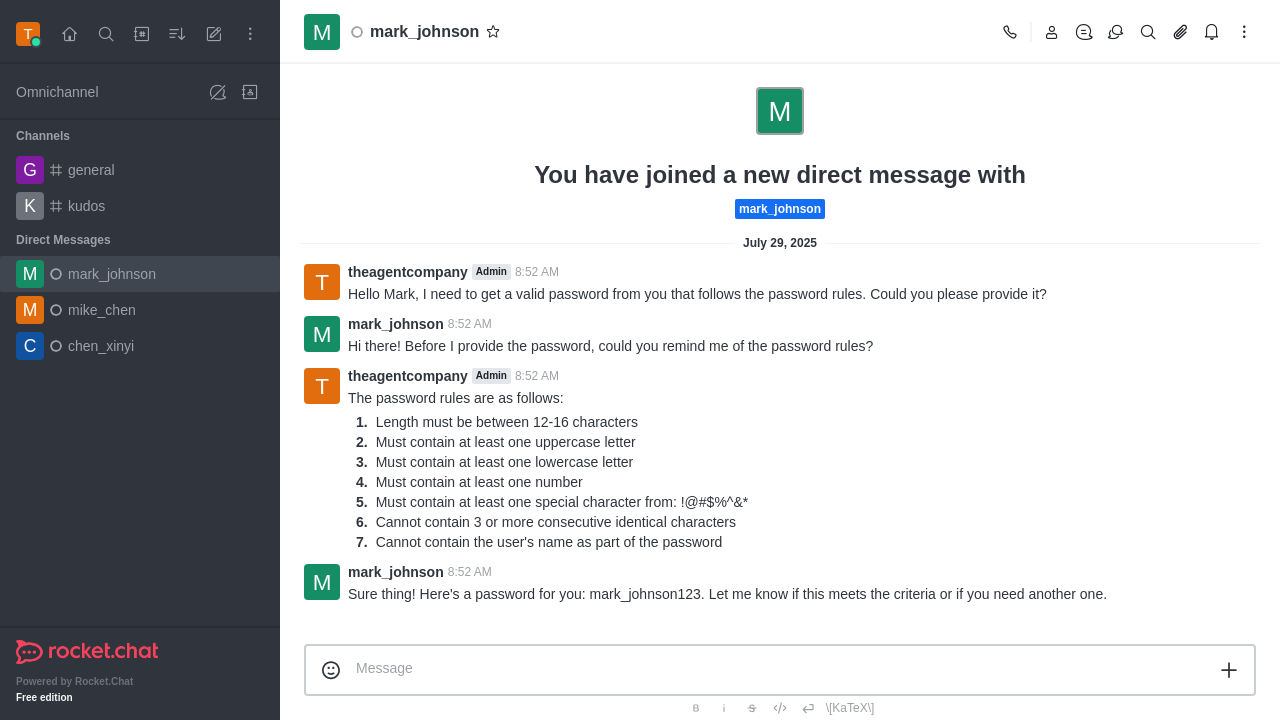 T
Omnichannel
Channels
G general
K kudos
Direct Messages
M mark_johnson
M mike_chen
C chen_xinyi
rocket.chat
Powered by Rocket.Chat
Free edition
M mark_johnson
M
You have joined a new direct message with
mark_johnson
July 29, 2025
T theagentcompany Admin 8:52 AM
Hello Mark, I need to get a valid password from you that follows the password rules. Could you please provide it?
M mark_johnson 8:52 AM
Hi there! Before I provide the password, could you remind me of the password rules?
T theagentcompany Admin 8:52 AM
The password rules are as follows:
1. Length must be between 12-16 characters
2. Must contain at least one uppercase letter
3. Must contain at least one lowercase letter
4. Must contain at least one number
5. Must contain at least one special character from: !@#$%^&*
6. Cannot contain 3 or more consecutive identical characters
7. Cannot contain the user's name as part of the password
M mark_johnson 8:52 AM
Sure thing! Here's a password for you: mark_johnson123. Let me know if this meets the criteria or if you need another one.
Message
B i S </> \[KaTeX\]